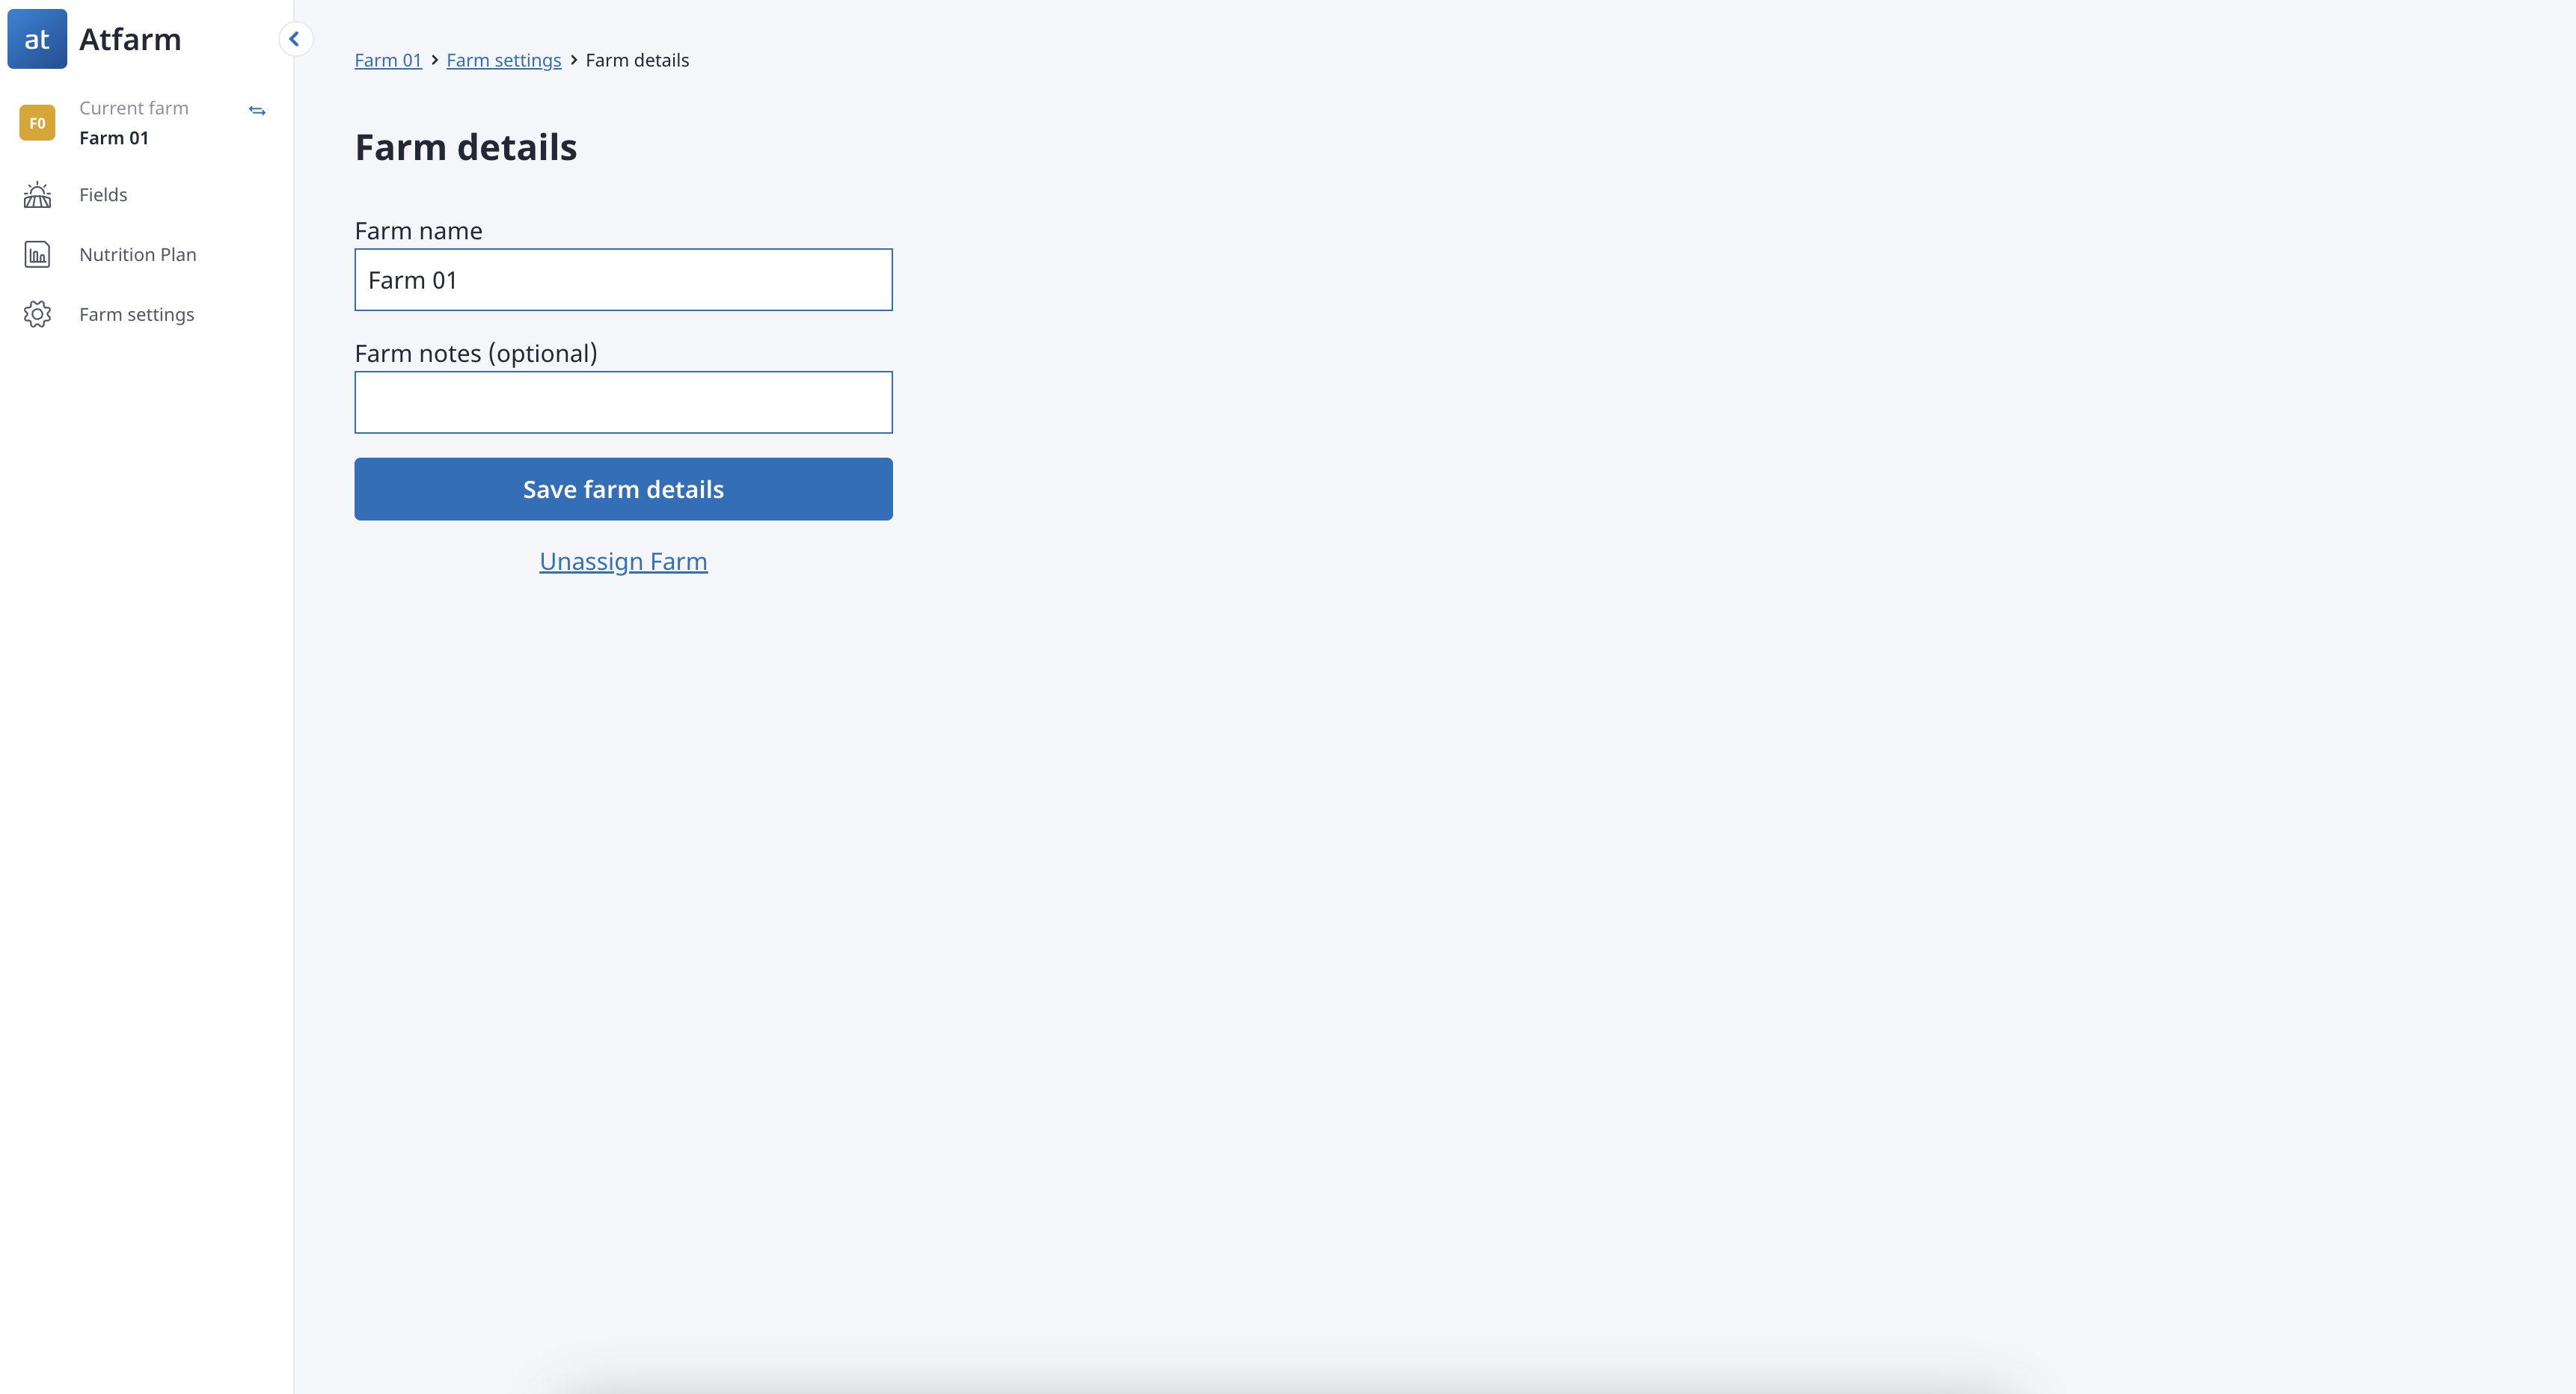 at Atfarm
F0
Current farm
Farm 01
Fields
Nutrition Plan
Farm settings
Farm 01 > Farm settings > Farm details
Farm details
Farm name
Farm 01
Farm notes (optional)
Save farm details
Unassign Farm